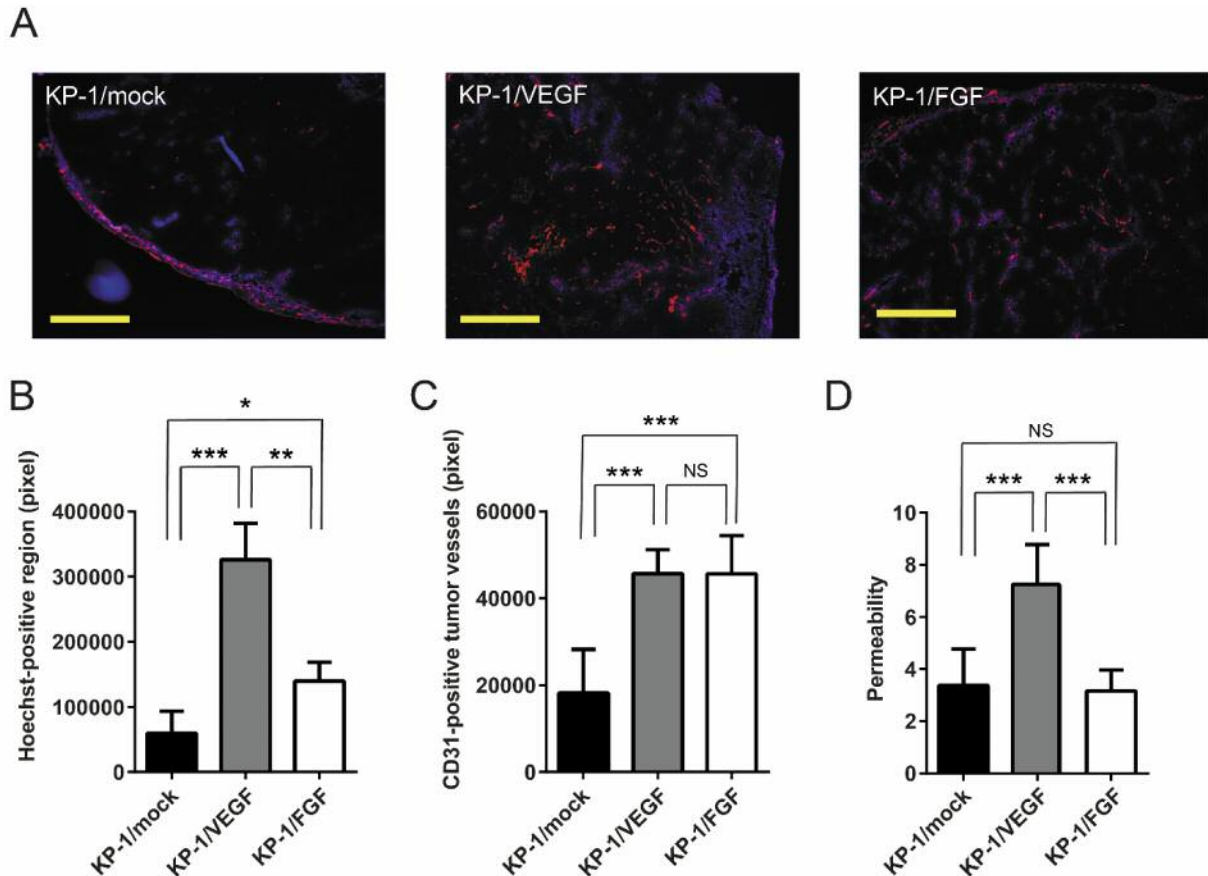 A
KP-1/mock
KP-1/VEGF
KP-1/FGF
B
*
***
**
Hoechst-positive region (pixel)
400000
300000
200000
100000
0
KP-1/mock
KP-1/VEGF
KP-1/FGF
C
***
***
NS
CD31-positive tumor vessels (pixel)
60000
40000
20000
0
KP-1/mock
KP-1/VEGF
KP-1/FGF
D
NS
***
***
Permeability
10
8
6
4
2
0
KP-1/mock
KP-1/VEGF
KP-1/FGF